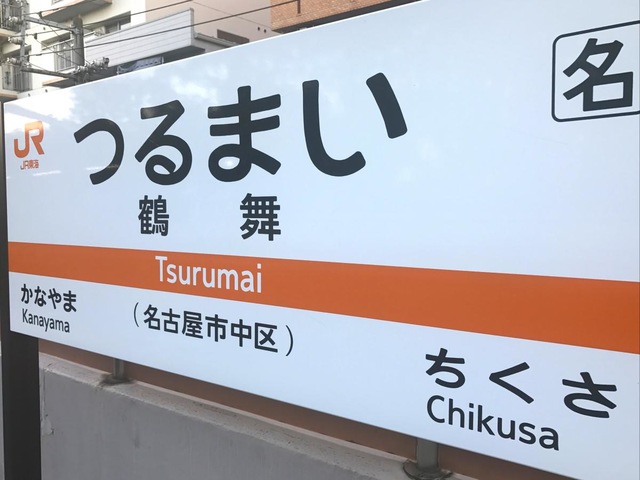 JR
JR東海
つるまい
名
鶴舞
Tsurumai
かなやま
Kanayama
(名古屋市中区)
ちくさ
Chikusa